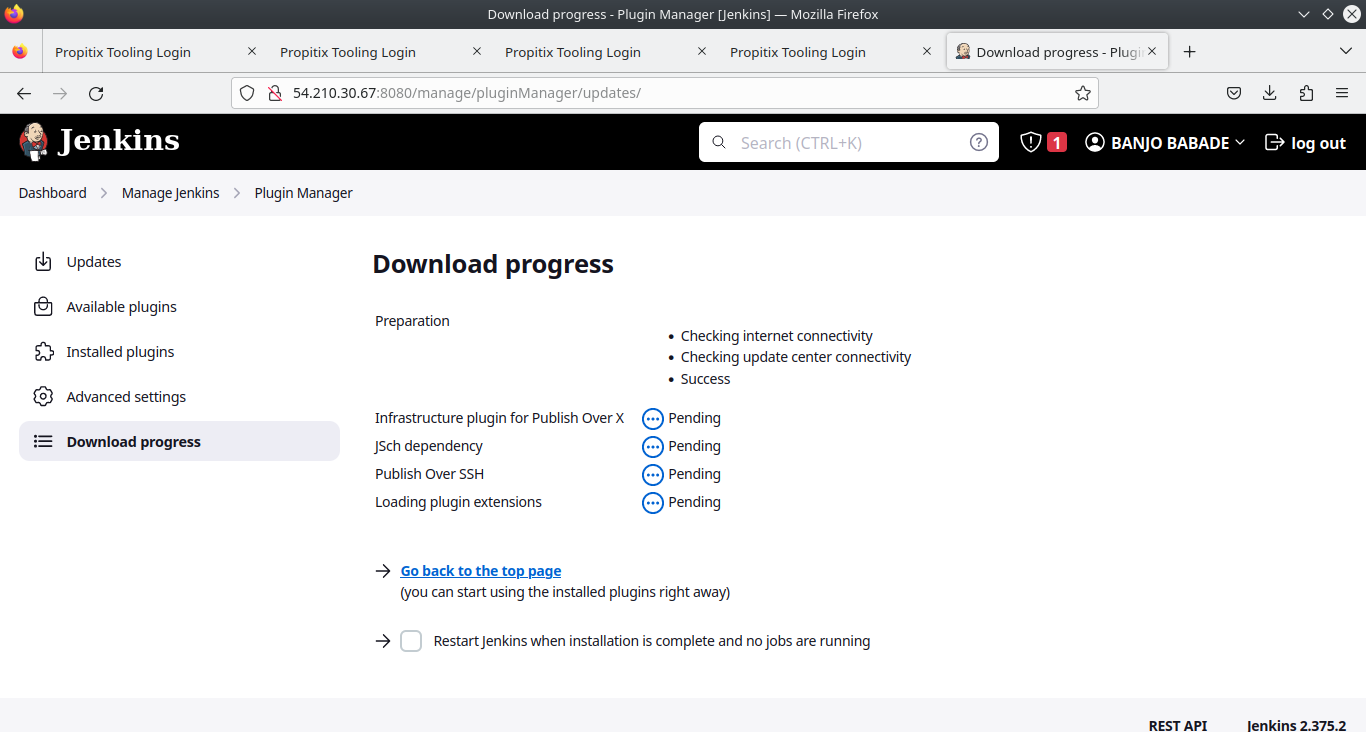 Download progress - Plugin Manager [Jenkins] — Mozilla Firefox
Propitix Tooling Login
Propitix Tooling Login
Propitix Tooling Login
Propitix Tooling Login
Download progress - Plugi
54.210.30.67:8080/manage/pluginManager/updates/
Jenkins
Search (CTRL+K)
1
BANJO BABADE
log out
Dashboard
Manage Jenkins
Plugin Manager
Updates
Available plugins
Installed plugins
Advanced settings
Download progress
Download progress
Preparation
Checking internet connectivity
Checking update center connectivity
Success
Infrastructure plugin for Publish Over X Pending
JSch dependency Pending
Publish Over SSH Pending
Loading plugin extensions Pending
Go back to the top page
(you can start using the installed plugins right away)
Restart Jenkins when installation is complete and no jobs are running
REST API
Jenkins 2.375.2